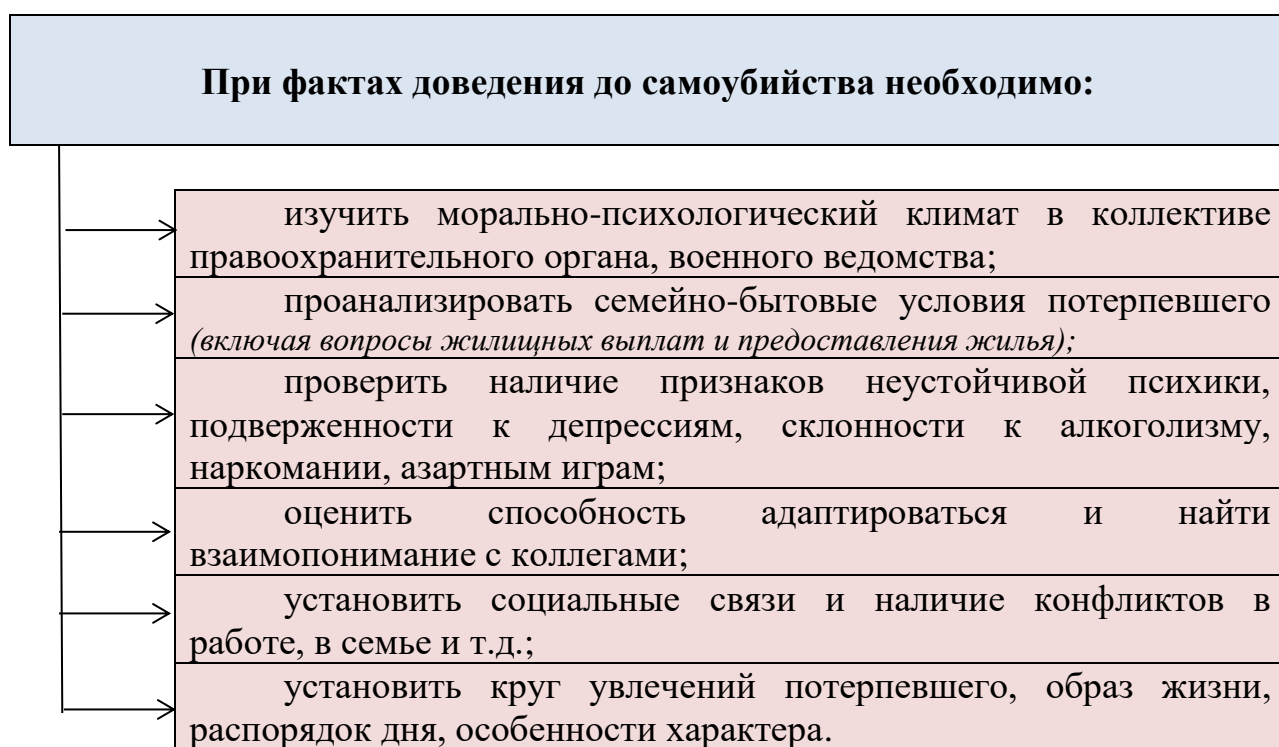 При фактах доведения до самоубийства необходимо:
изучить морально-психологический климат в коллективе
правоохранительного органа, военного ведомства;
проанализировать семейно-бытовые условия потерпевшего
(включая вопросы жилищных выплат и предоставления жилья);
проверить наличие признаков неустойчивой психики,
подверженности к депрессиям, склонности к алкоголизму,
наркомании, азартным играм;
оценить способность адаптироваться и найти
взаимопонимание с коллегами;
установить социальные связи и наличие конфликтов в
работе, в семье и т.д.;
установить круг увлечений потерпевшего, образ жизни,
распорядок дня, особенности характера.